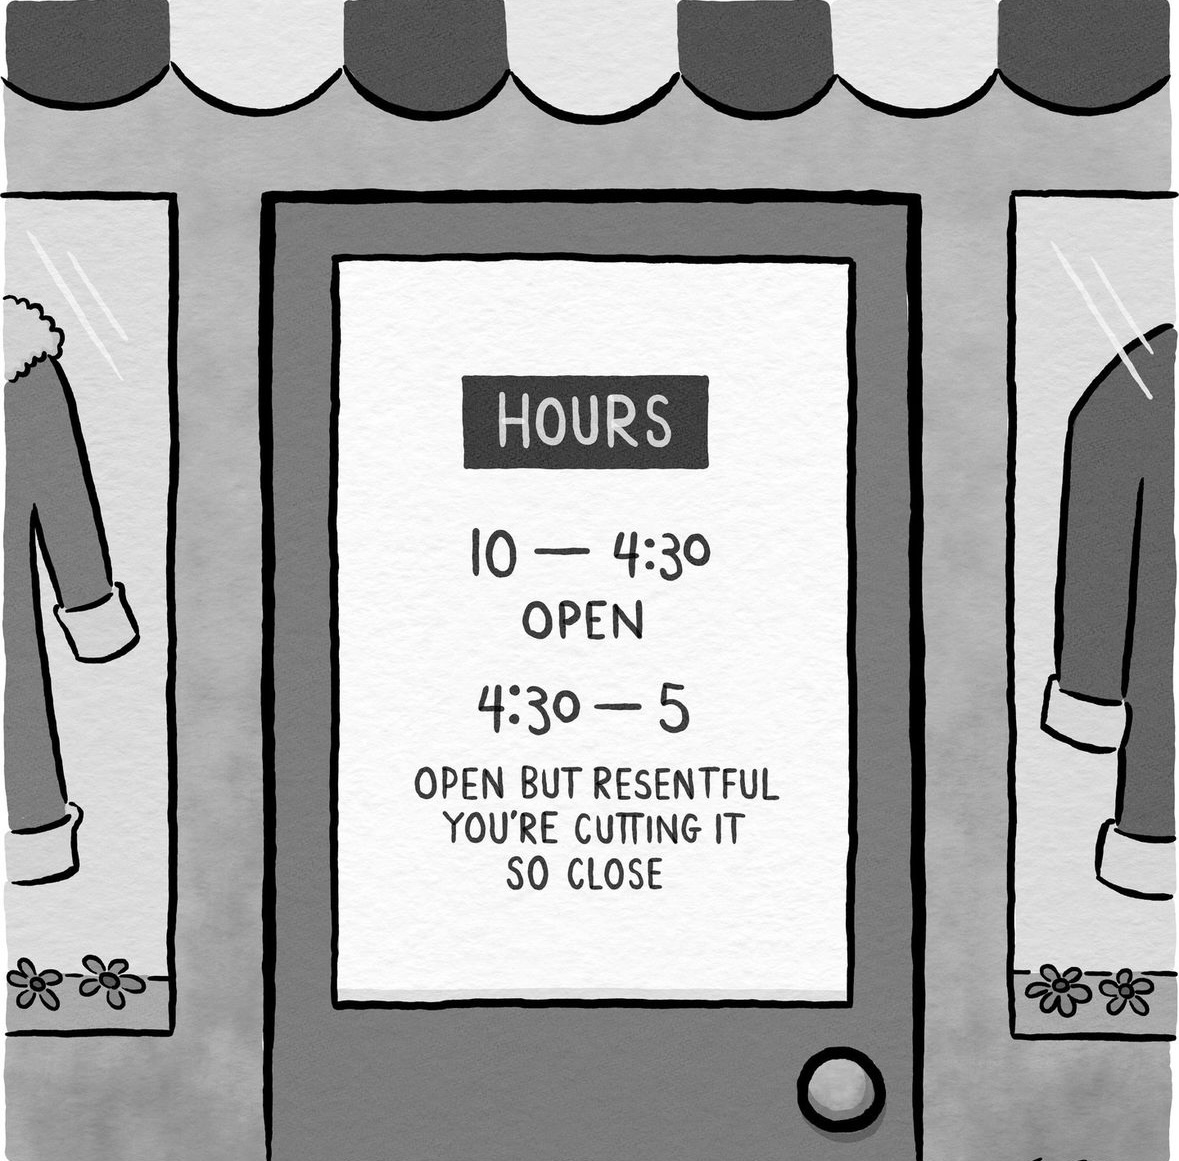 HOURS
10 — 4:30
OPEN
4:30 — 5
OPEN BUT RESENTFUL
YOU'RE CUTTING IT
SO CLOSE